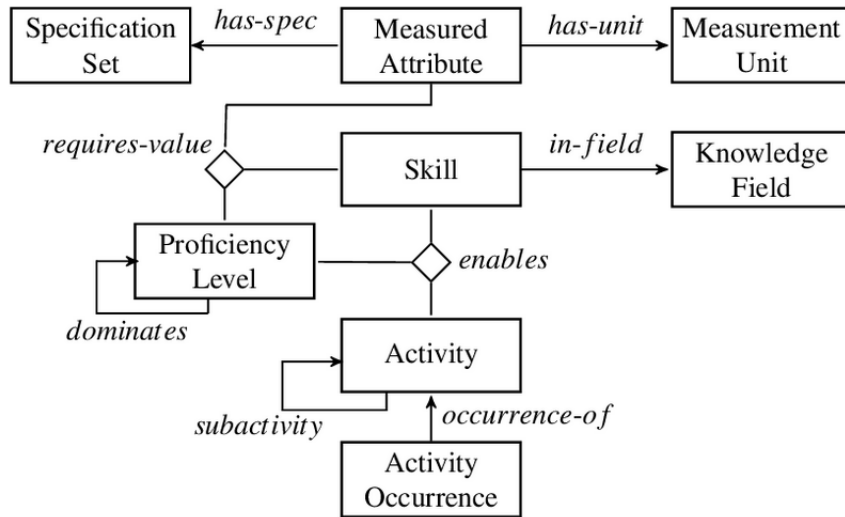 Specification
Set
has-spec
Measured
Attribute
has-unit
Measurement
Unit
requires-value
Skill
in-field
Knowledge
Field
Proficiency
Level
enables
dominates
Activity
subactivity
occurrence-of
Activity
Occurrence